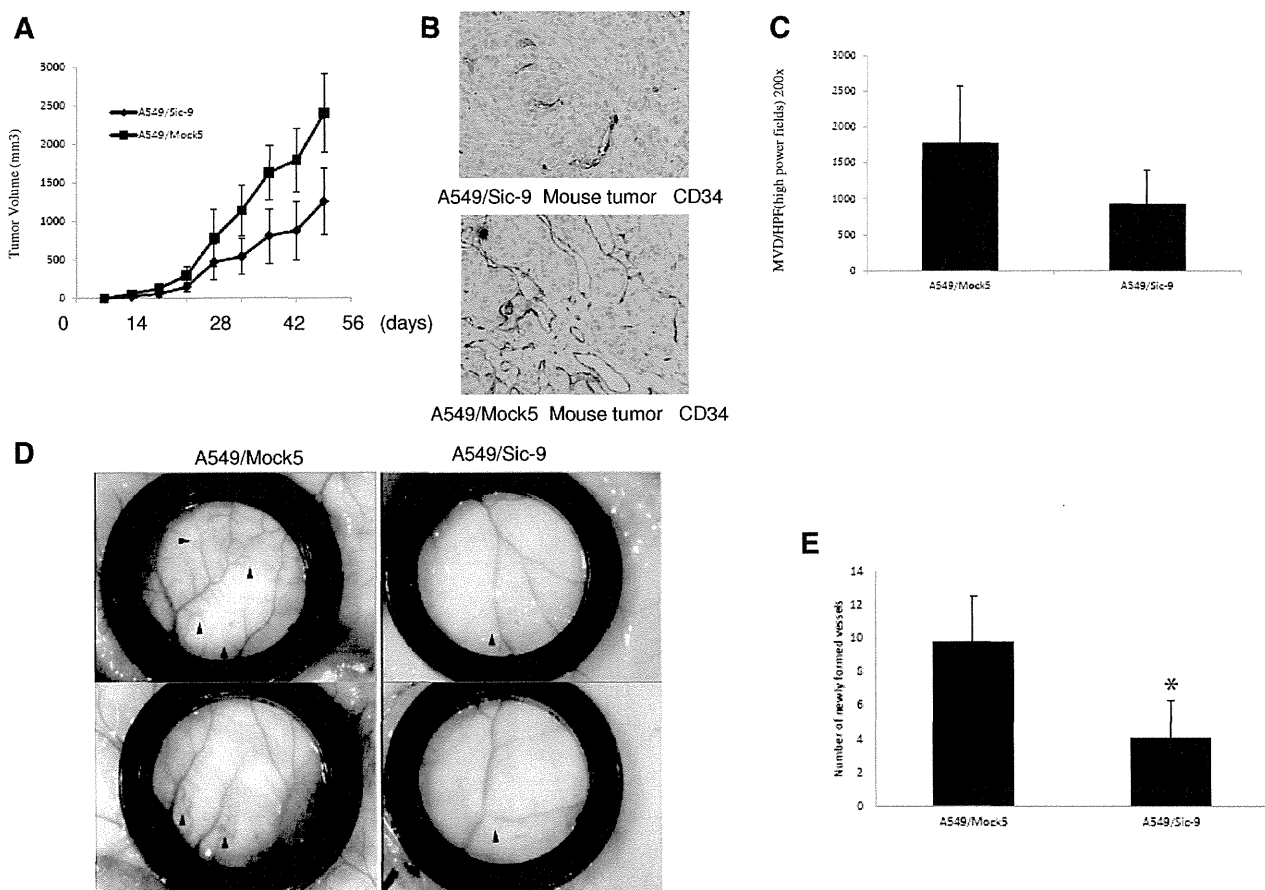 A
3000
2500
2000
1500
1000
500
0
Tumor Volume (mm3)
A549/Sic-9
A549/Mock5
0 14 28 42 56 (days)
B
A549/Sic-9 Mouse tumor CD34
A549/Mock5 Mouse tumor CD34
C
3000
2500
2000
1500
1000
500
0
MVD/HPF(high power fields) 200x
A549/Mock5 A549/Sic-9
D
A549/Mock5 A549/Sic-9
E
14
12
10
8
6
4
2
0
Number of newly formed vessels
*
A549/Mock5 A549/Sic-9